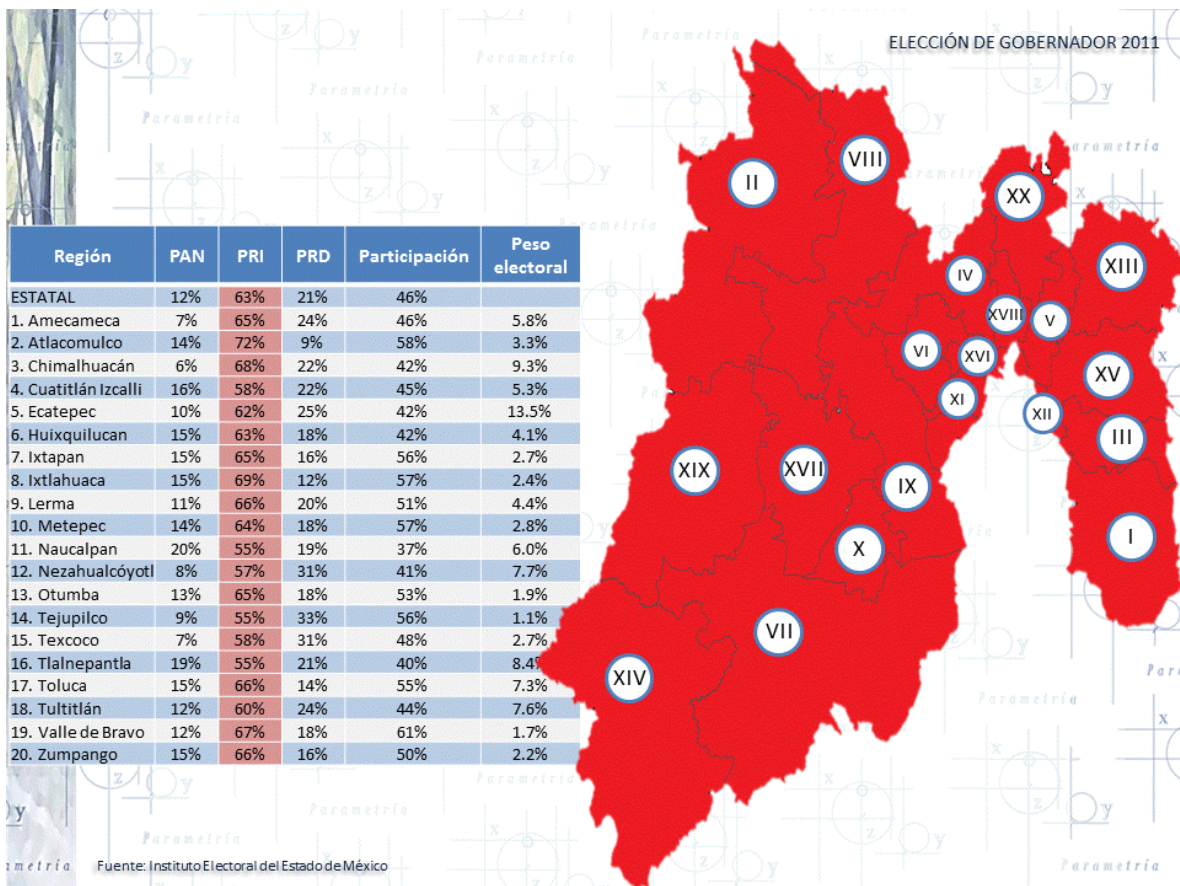 ELECCIÓN DE GOBERNADOR 2011
Región PAN PRI PRD Participación Peso electoral
ESTATAL 12% 63% 21% 46%
1. Amecameca 7% 65% 24% 46% 5.8%
2. Atlacomulco 14% 72% 9% 58% 3.3%
3. Chimalhuacán 6% 68% 22% 42% 9.3%
4. Cuatitlán Izcalli 16% 58% 22% 45% 5.3%
5. Ecatepec 10% 62% 25% 42% 13.5%
6. Huixquilucan 15% 63% 18% 42% 4.1%
7. Ixtapan 15% 65% 16% 56% 2.7%
8. Ixtlahuaca 15% 69% 12% 57% 2.4%
9. Lerma 11% 66% 20% 51% 4.4%
10. Metepec 14% 64% 18% 57% 2.8%
11. Naucalpan 20% 55% 19% 37% 6.0%
12. Nezahualcóyotl 8% 57% 31% 41% 7.7%
13. Otumba 13% 65% 18% 53% 1.9%
14. Tejupilco 9% 55% 33% 56% 1.1%
15. Texcoco 7% 58% 31% 48% 2.7%
16. Tlalnepantla 19% 55% 21% 40% 8.4%
17. Toluca 15% 66% 14% 55% 7.3%
18. Tultitlán 12% 60% 24% 44% 7.6%
19. Valle de Bravo 12% 67% 18% 61% 1.7%
20. Zumpango 15% 66% 16% 50% 2.2%
VIII
II
XX
XIII
IV
XVIII
V
VI
XVI
XV
XI
XII
III
XIX
XVII
IX
I
X
VII
XIV
Fuente: Instituto Electoral del Estado de México
Parametría